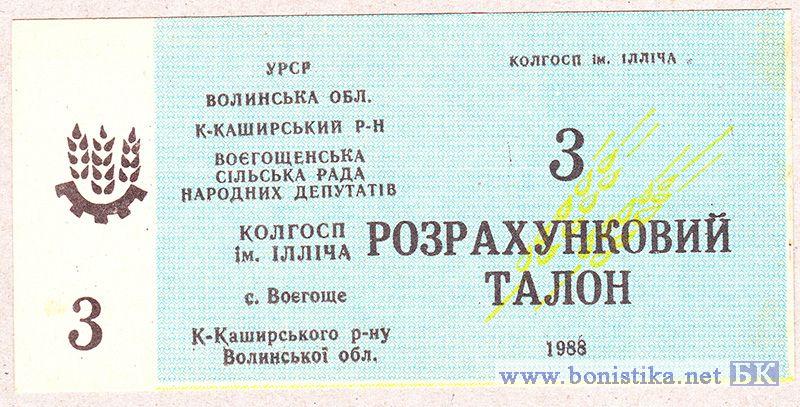 УРСР
ВОЛИНСЬКА ОБЛ.
К-КАШИРСЬКИЙ Р-Н
ВОЄГОЩЕНСЬКА
СІЛЬСЬКА РАДА
НАРОДНИХ ДЕПУТАТІВ
КОЛГОСП
ім. ІЛЛІЧА
с. Воєгоще
К-Каширського р-ну
Волинської обл.
3
КОЛГОСП ім. ІЛЛІЧА
3
РОЗРАХУНКОВИЙ
ТАЛОН
1988
www.bonistika.net БК